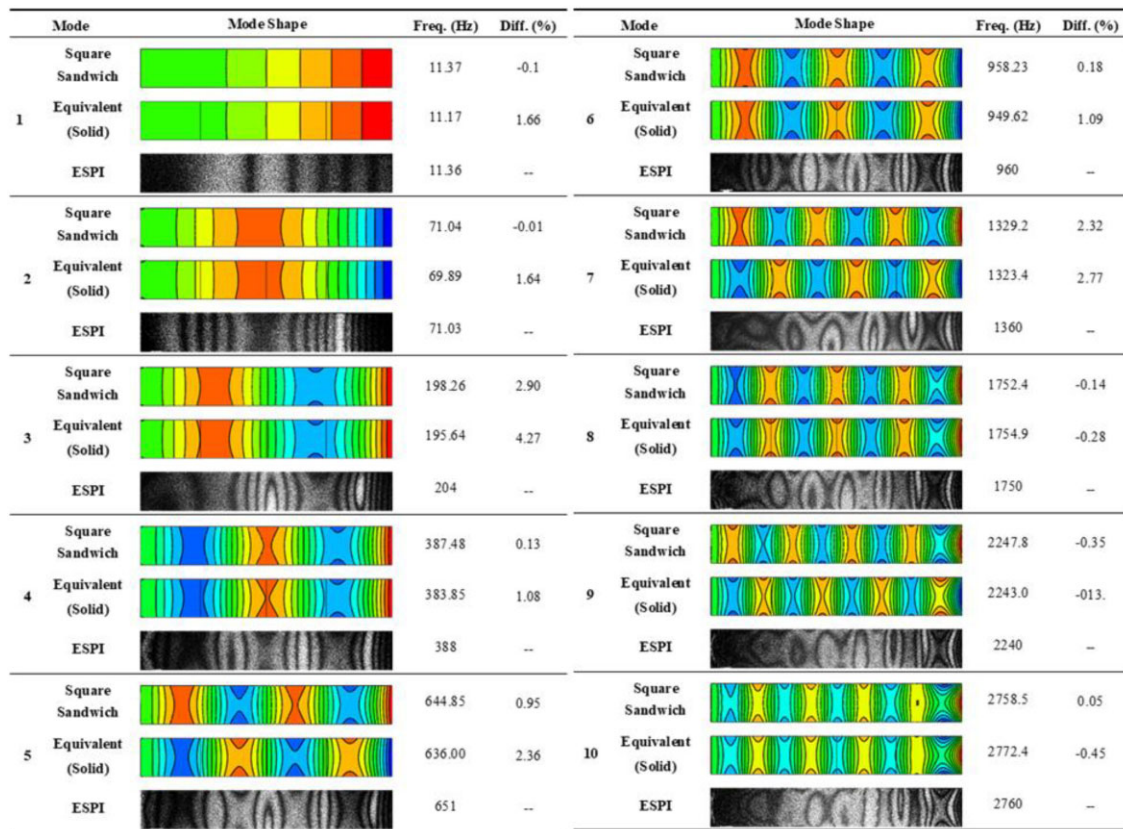 Mode Mode Shape Freq. (Hz) Diff. (%)
Square
Sandwich 11.37 -0.1
1 Equivalent
(Solid) 11.17 1.66
ESPI 11.36 --
Square
Sandwich 71.04 -0.01
2 Equivalent
(Solid) 69.89 1.64
ESPI 71.03 --
Square
Sandwich 198.26 2.90
3 Equivalent
(Solid) 195.64 4.27
ESPI 204 --
Square
Sandwich 387.48 0.13
4 Equivalent
(Solid) 383.85 1.08
ESPI 388 --
Square
Sandwich 644.85 0.95
5 Equivalent
(Solid) 636.00 2.36
ESPI 651 --
Mode Mode Shape Freq. (Hz) Diff. (%)
Square
Sandwich 958.23 0.18
6 Equivalent
(Solid) 949.62 1.09
ESPI 960 --
Square
Sandwich 1329.2 2.32
7 Equivalent
(Solid) 1323.4 2.77
ESPI 1360 --
Square
Sandwich 1752.4 -0.14
8 Equivalent
(Solid) 1754.9 -0.28
ESPI 1750 --
Square
Sandwich 2247.8 -0.35
9 Equivalent
(Solid) 2243.0 -013.
ESPI 2240 --
Square
Sandwich 2758.5 0.05
10 Equivalent
(Solid) 2772.4 -0.45
ESPI 2760 --